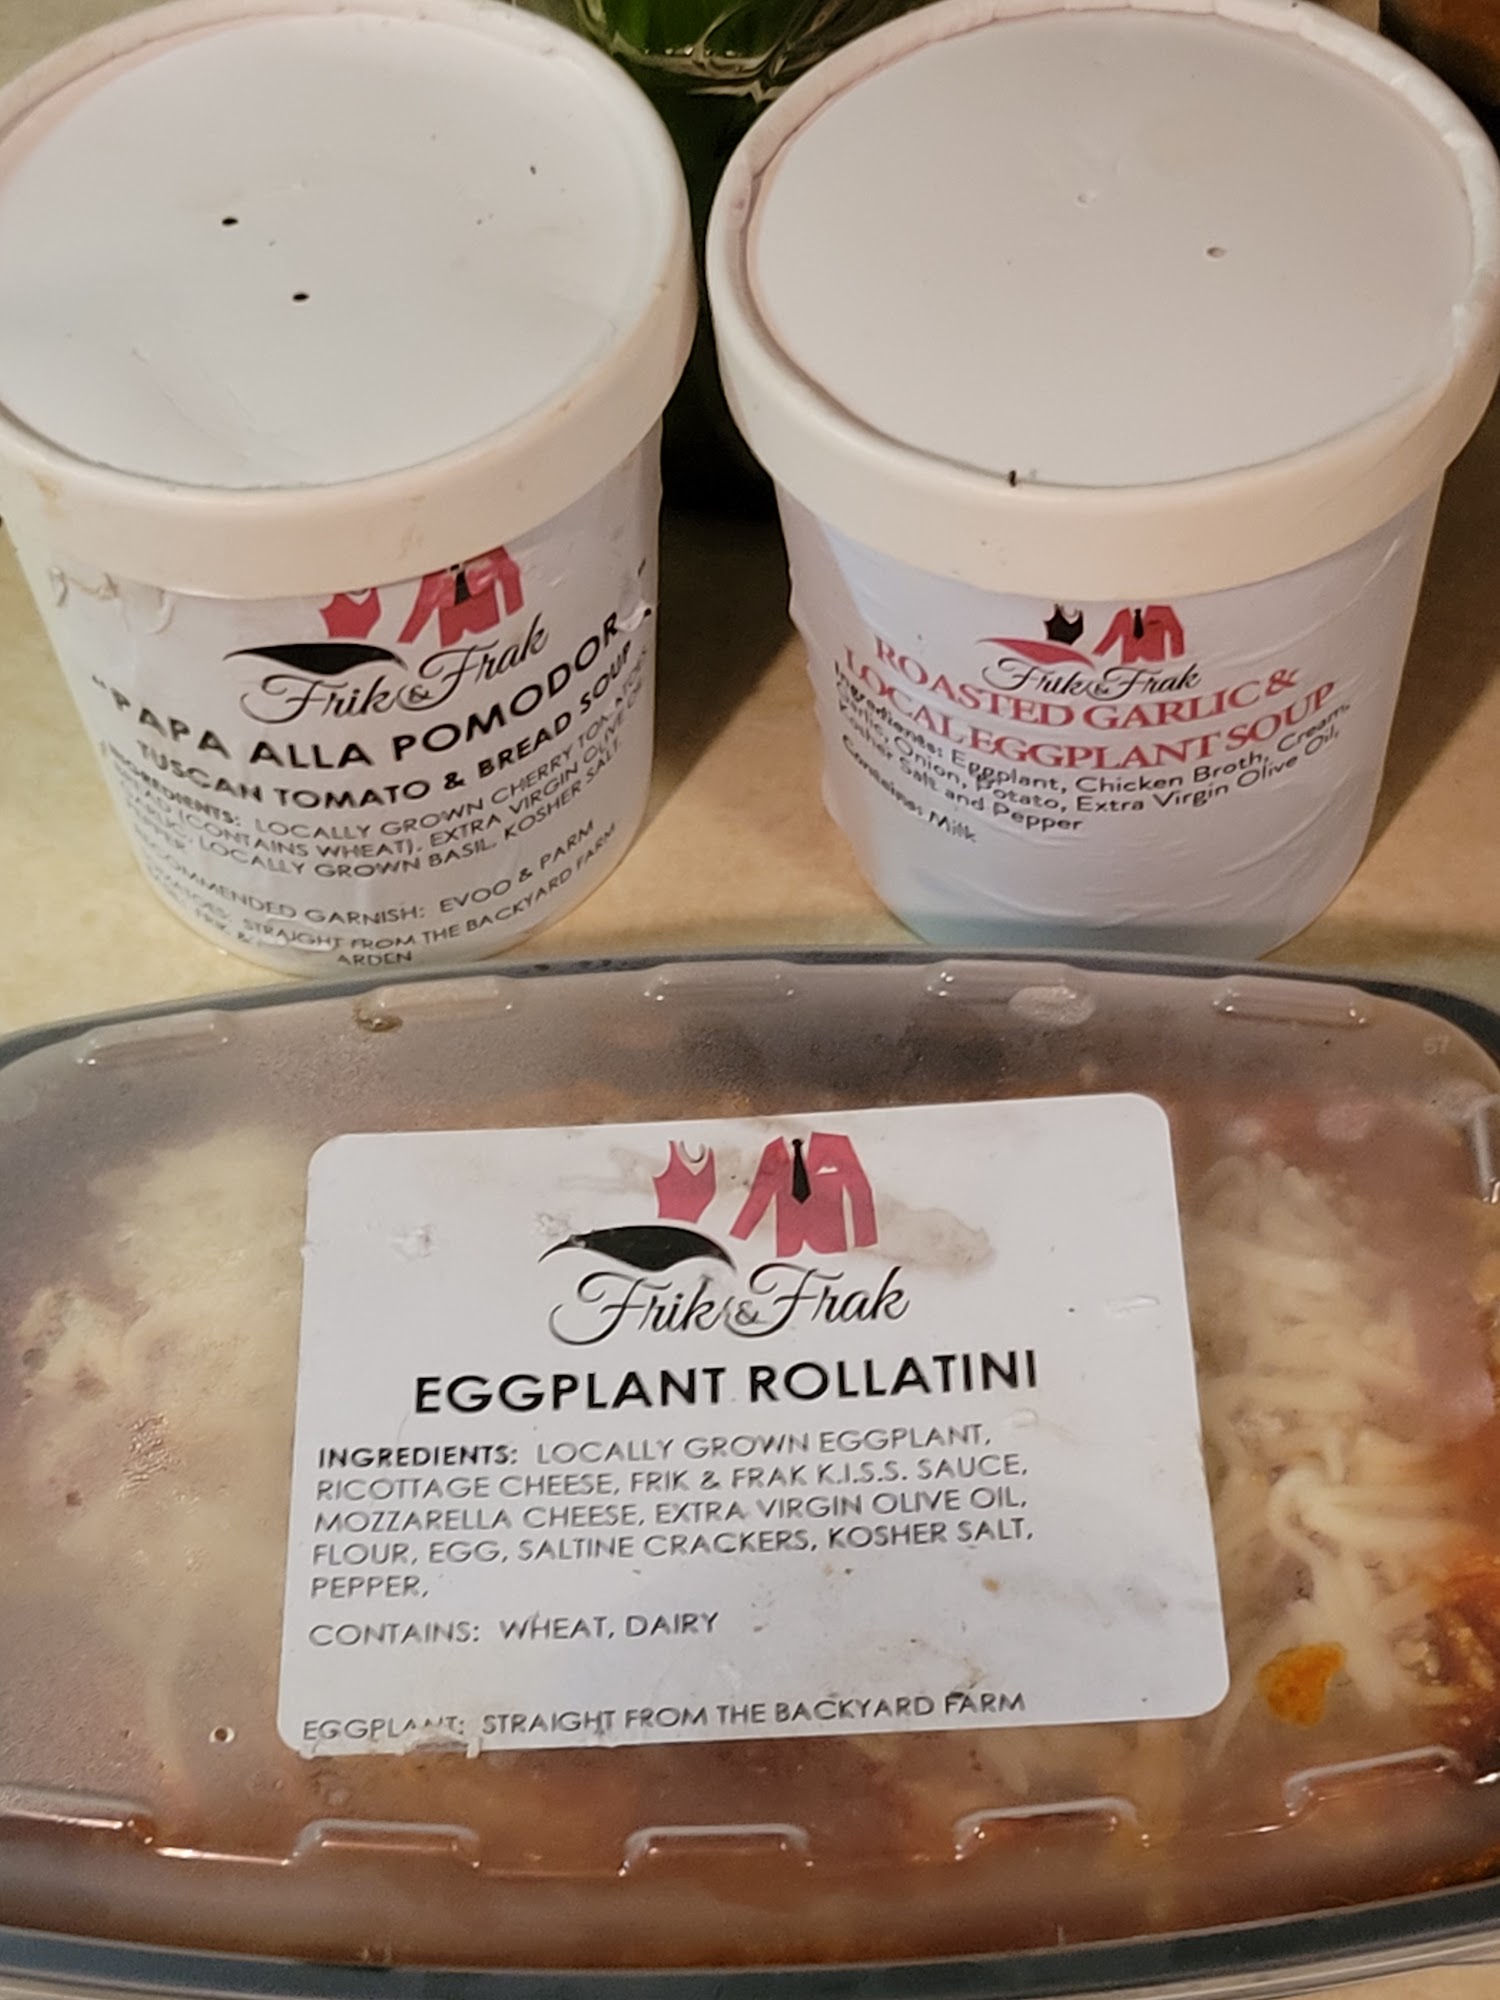 Frik & Frak
"PAPA ALLA POMODOR
TUSCAN TOMATO & BREAD SOUP
INGREDIENTS: LOCALLY GROWN CHERRY TOMATOES,
BREAD (CONTAINS WHEAT), EXTRA VIRGIN OLIVE OIL,
GARLIC, LOCALLY GROWN BASIL, KOSHER SALT,
RECOMMENDED GARNISH: EVOO & PARM
STRAIGHT FROM THE BACKYARD FARM
ARDEN
Frik & Frak
ROASTED GARLIC &
LOCAL EGGPLANT SOUP
Ingredients: Eggplant, Chicken Broth, Cream,
Garlic, Onion, Potato, Extra Virgin Olive Oil,
Kosher Salt and Pepper
Contains: Milk
57
Frik & Frak
EGGPLANT ROLLATINI
INGREDIENTS: LOCALLY GROWN EGGPLANT,
RICOTTAGE CHEESE, FRIK & FRAK K.I.S.S. SAUCE,
MOZZARELLA CHEESE, EXTRA VIRGIN OLIVE OIL,
FLOUR, EGG, SALTINE CRACKERS, KOSHER SALT,
PEPPER,
CONTAINS: WHEAT, DAIRY
EGGPLANT: STRAIGHT FROM THE BACKYARD FARM